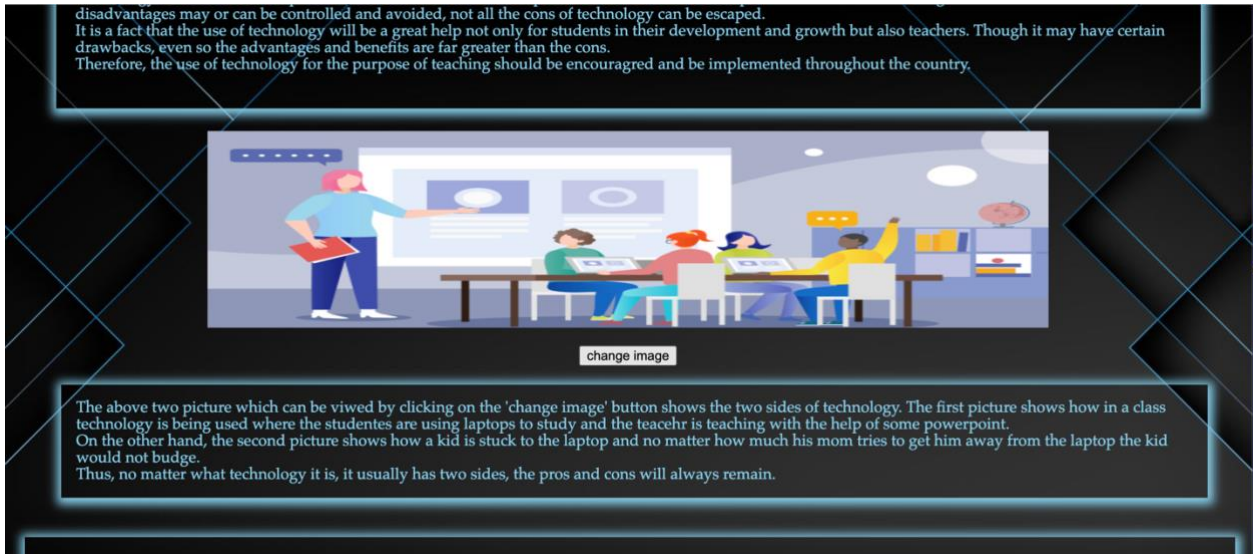 disadvantages may or can be controlled and avoided, not all the cons of technology can be escaped.
It is a fact that the use of technology will be a great help not only for students in their development and growth but also teachers. Though it may have certain
drawbacks, even so the advantages and benefits are far greater than the cons.
Therefore, the use of technology for the purpose of teaching should be encouragred and be implemented throughout the country.
change image
The above two picture which can be viwed by clicking on the 'change image' button shows the two sides of technology. The first picture shows how in a class
technology is being used where the studentes are using laptops to study and the teacehr is teaching with the help of some powerpoint.
On the other hand, the second picture shows how a kid is stuck to the laptop and no matter how much his mom tries to get him away from the laptop the kid
would not budge.
Thus, no matter what technology it is, it usually has two sides, the pros and cons will always remain.